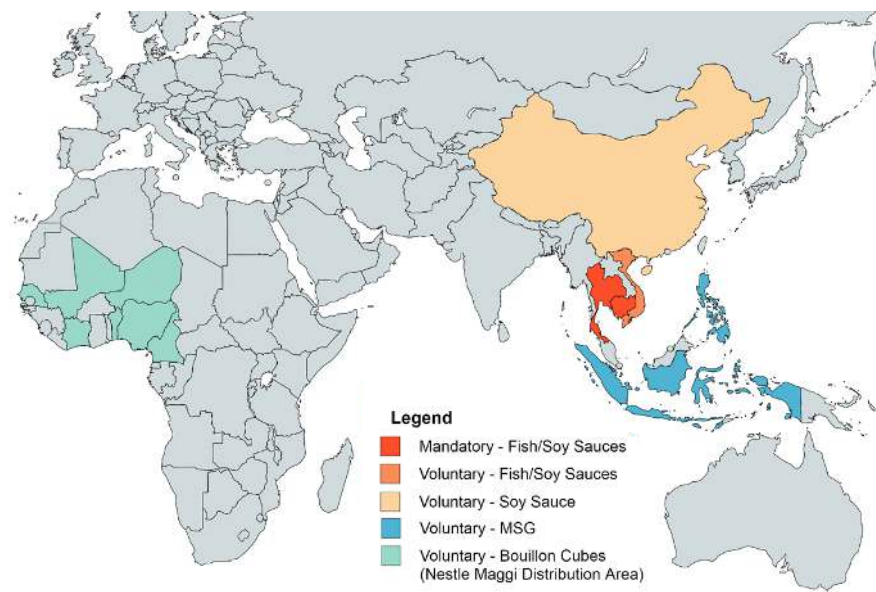 Legend
Mandatory - Fish/Soy Sauces
Voluntary - Fish/Soy Sauces
Voluntary - Soy Sauce
Voluntary - MSG
Voluntary - Bouillon Cubes
(Nestle Maggi Distribution Area)